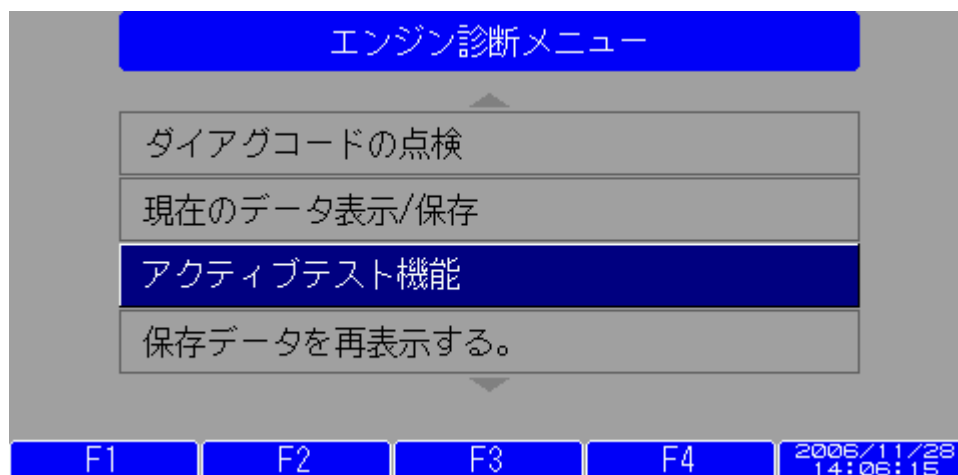 エンジン診断メニュー
ダイアグコードの点検
現在のデータ表示/保存
アクティブテスト機能
保存データを再表示する。
F1 F2 F3 F4 2006/11/28
14:06:15